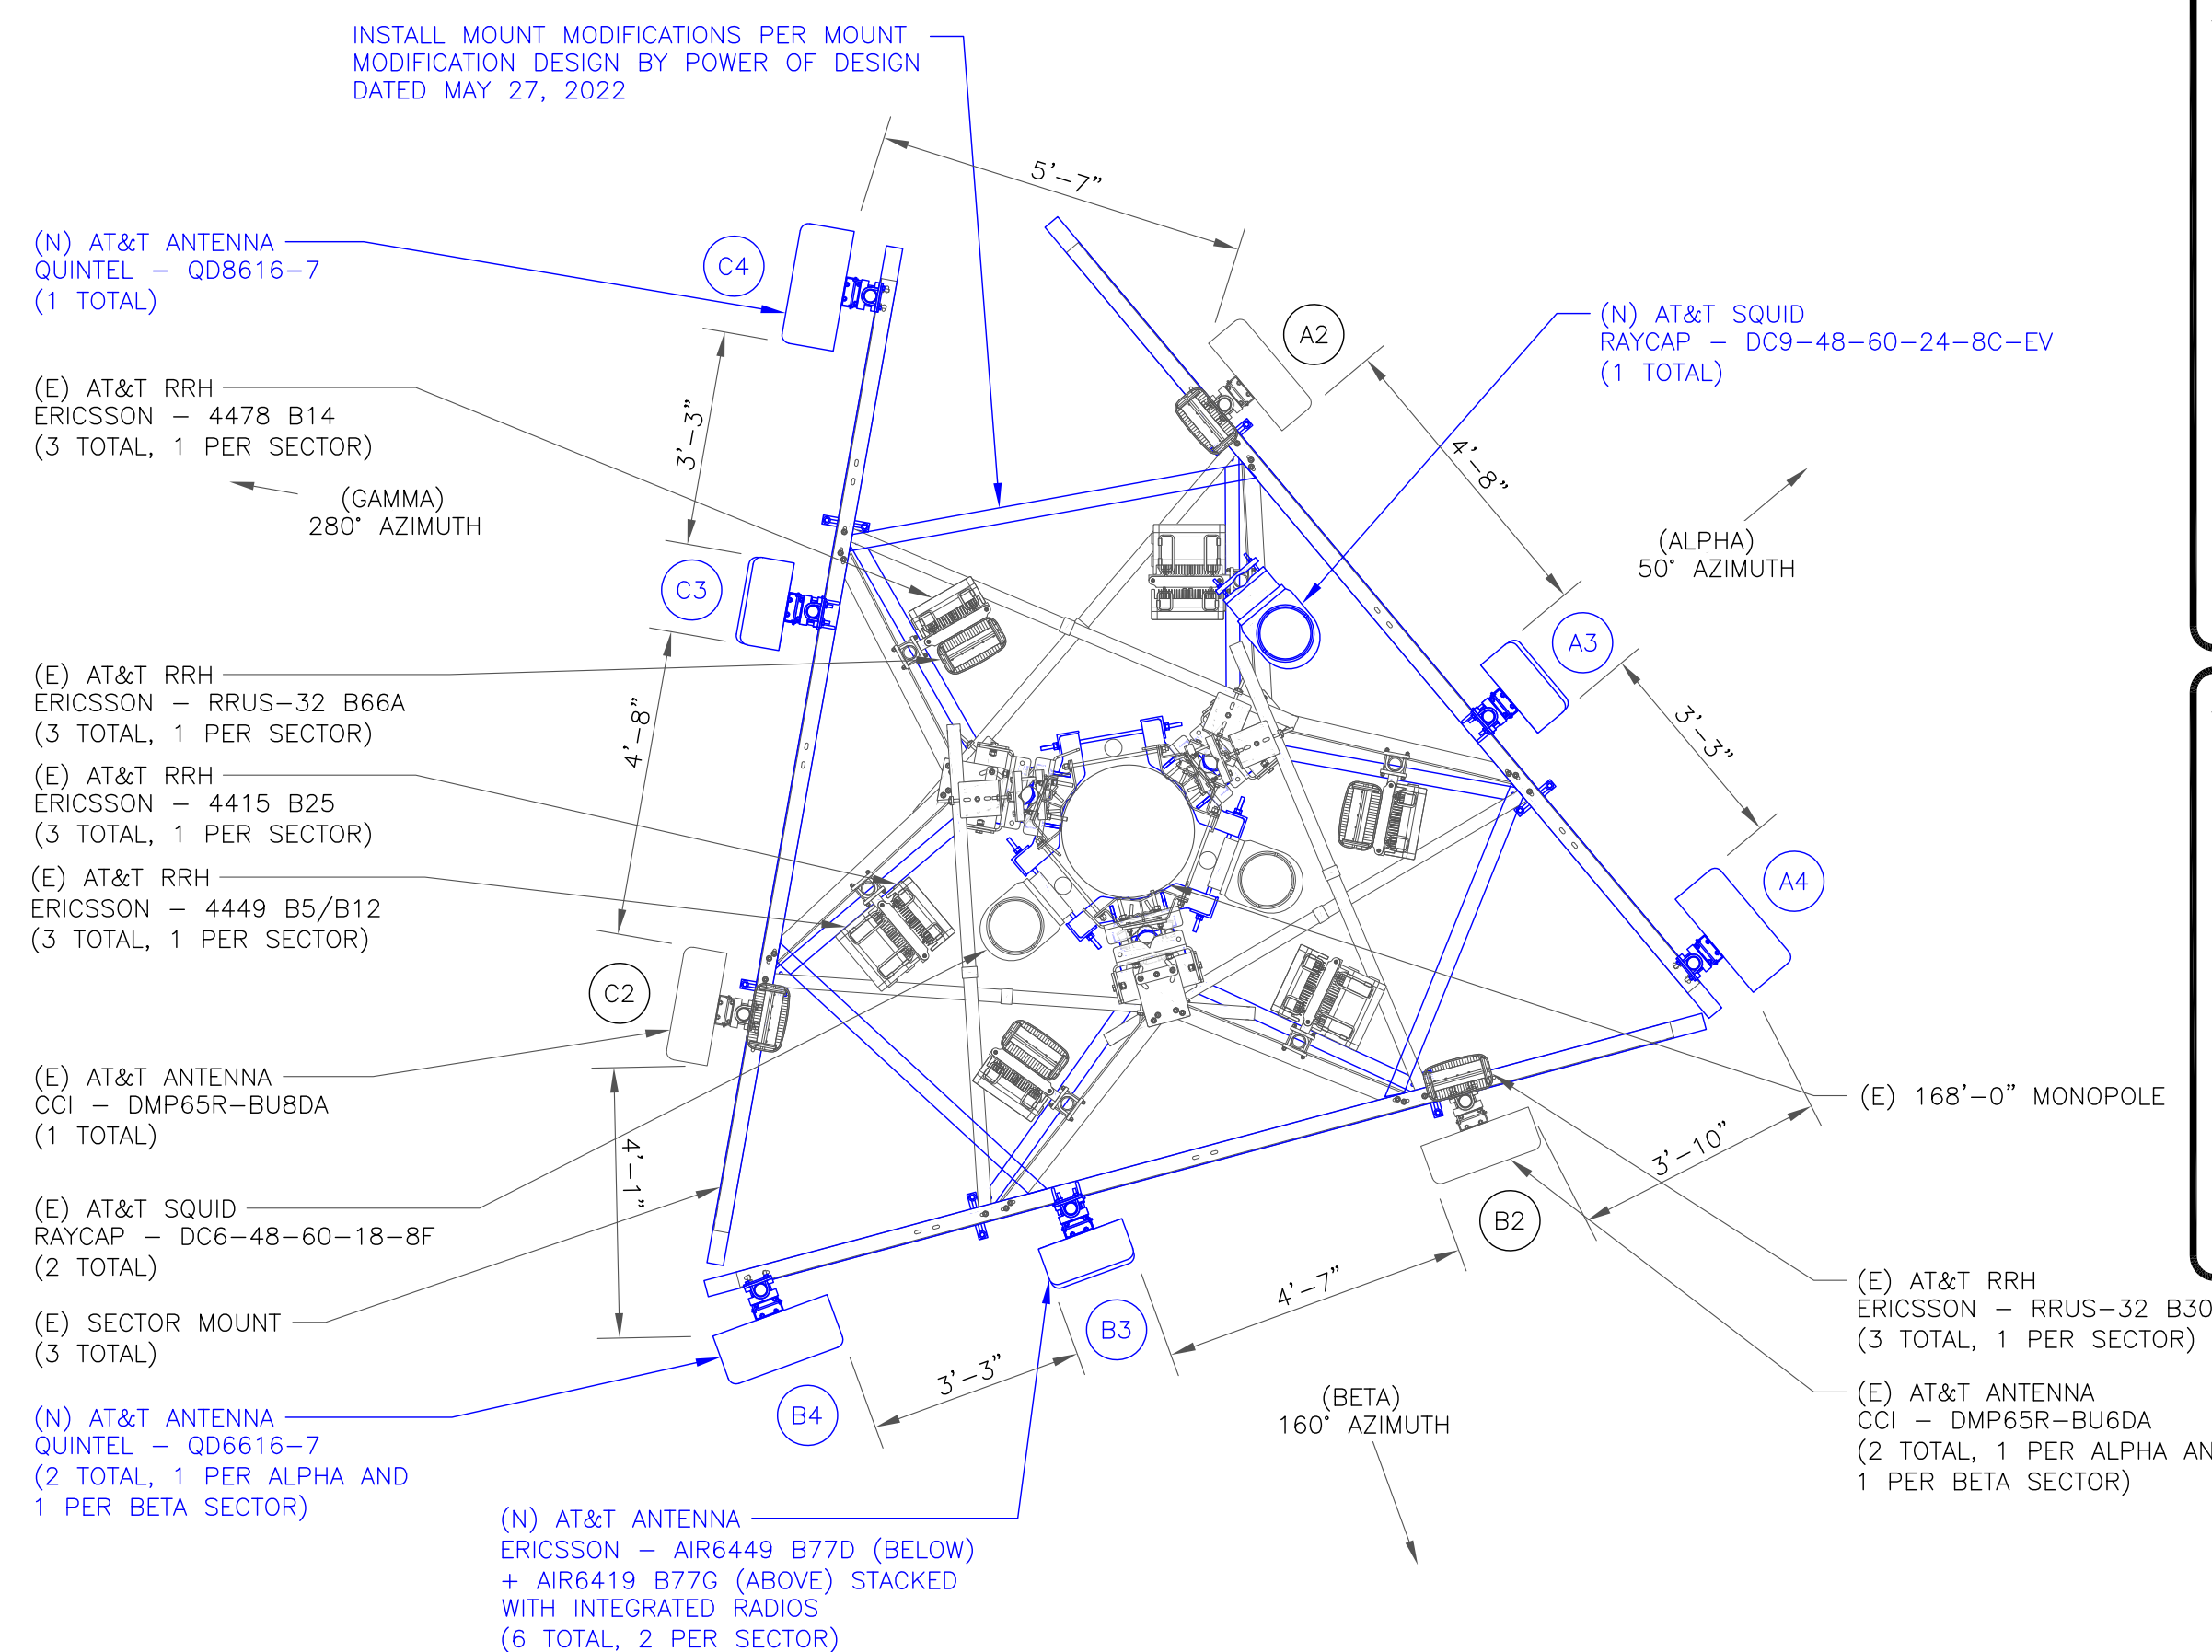 INSTALL MOUNT MODIFICATIONS PER MOUNT
MODIFICATION DESIGN BY POWER OF DESIGN
DATED MAY 27, 2022
5'-7"
(N) AT&T ANTENNA
QUINTEL - QD8616-7
(1 TOTAL)
C4
A2
(N) AT&T SQUID
RAYCAP - DC9-48-60-24-8C-EV
(1 TOTAL)
(E) AT&T RRH
ERICSSON - 4478 B14
(3 TOTAL, 1 PER SECTOR)
3'-3"
4'-8"
(GAMMA)
280° AZIMUTH
(ALPHA)
50° AZIMUTH
C3
A3
(E) AT&T RRH
ERICSSON - RRUS-32 B66A
(3 TOTAL, 1 PER SECTOR)
4'-8"
3'-3"
(E) AT&T RRH
ERICSSON - 4415 B25
(3 TOTAL, 1 PER SECTOR)
(E) AT&T RRH
ERICSSON - 4449 B5/B12
(3 TOTAL, 1 PER SECTOR)
A4
C2
(E) AT&T ANTENNA
CCI - DMP65R-BU8DA
(1 TOTAL)
(E) 168'-0" MONOPOLE
4'-1"
3'-10"
(E) AT&T SQUID
RAYCAP - DC6-48-60-18-8F
(2 TOTAL)
B2
(E) SECTOR MOUNT
(3 TOTAL)
4'-7"
B3
(E) AT&T RRH
ERICSSON - RRUS-32 B30
(3 TOTAL, 1 PER SECTOR)
3'-3"
B4
(BETA)
160° AZIMUTH
(E) AT&T ANTENNA
CCI - DMP65R-BU6DA
(2 TOTAL, 1 PER ALPHA AN
1 PER BETA SECTOR)
(N) AT&T ANTENNA
QUINTEL - QD6616-7
(2 TOTAL, 1 PER ALPHA AND
1 PER BETA SECTOR)
(N) AT&T ANTENNA
ERICSSON - AIR6449 B77D (BELOW)
+ AIR6419 B77G (ABOVE) STACKED
WITH INTEGRATED RADIOS
(6 TOTAL, 2 PER SECTOR)